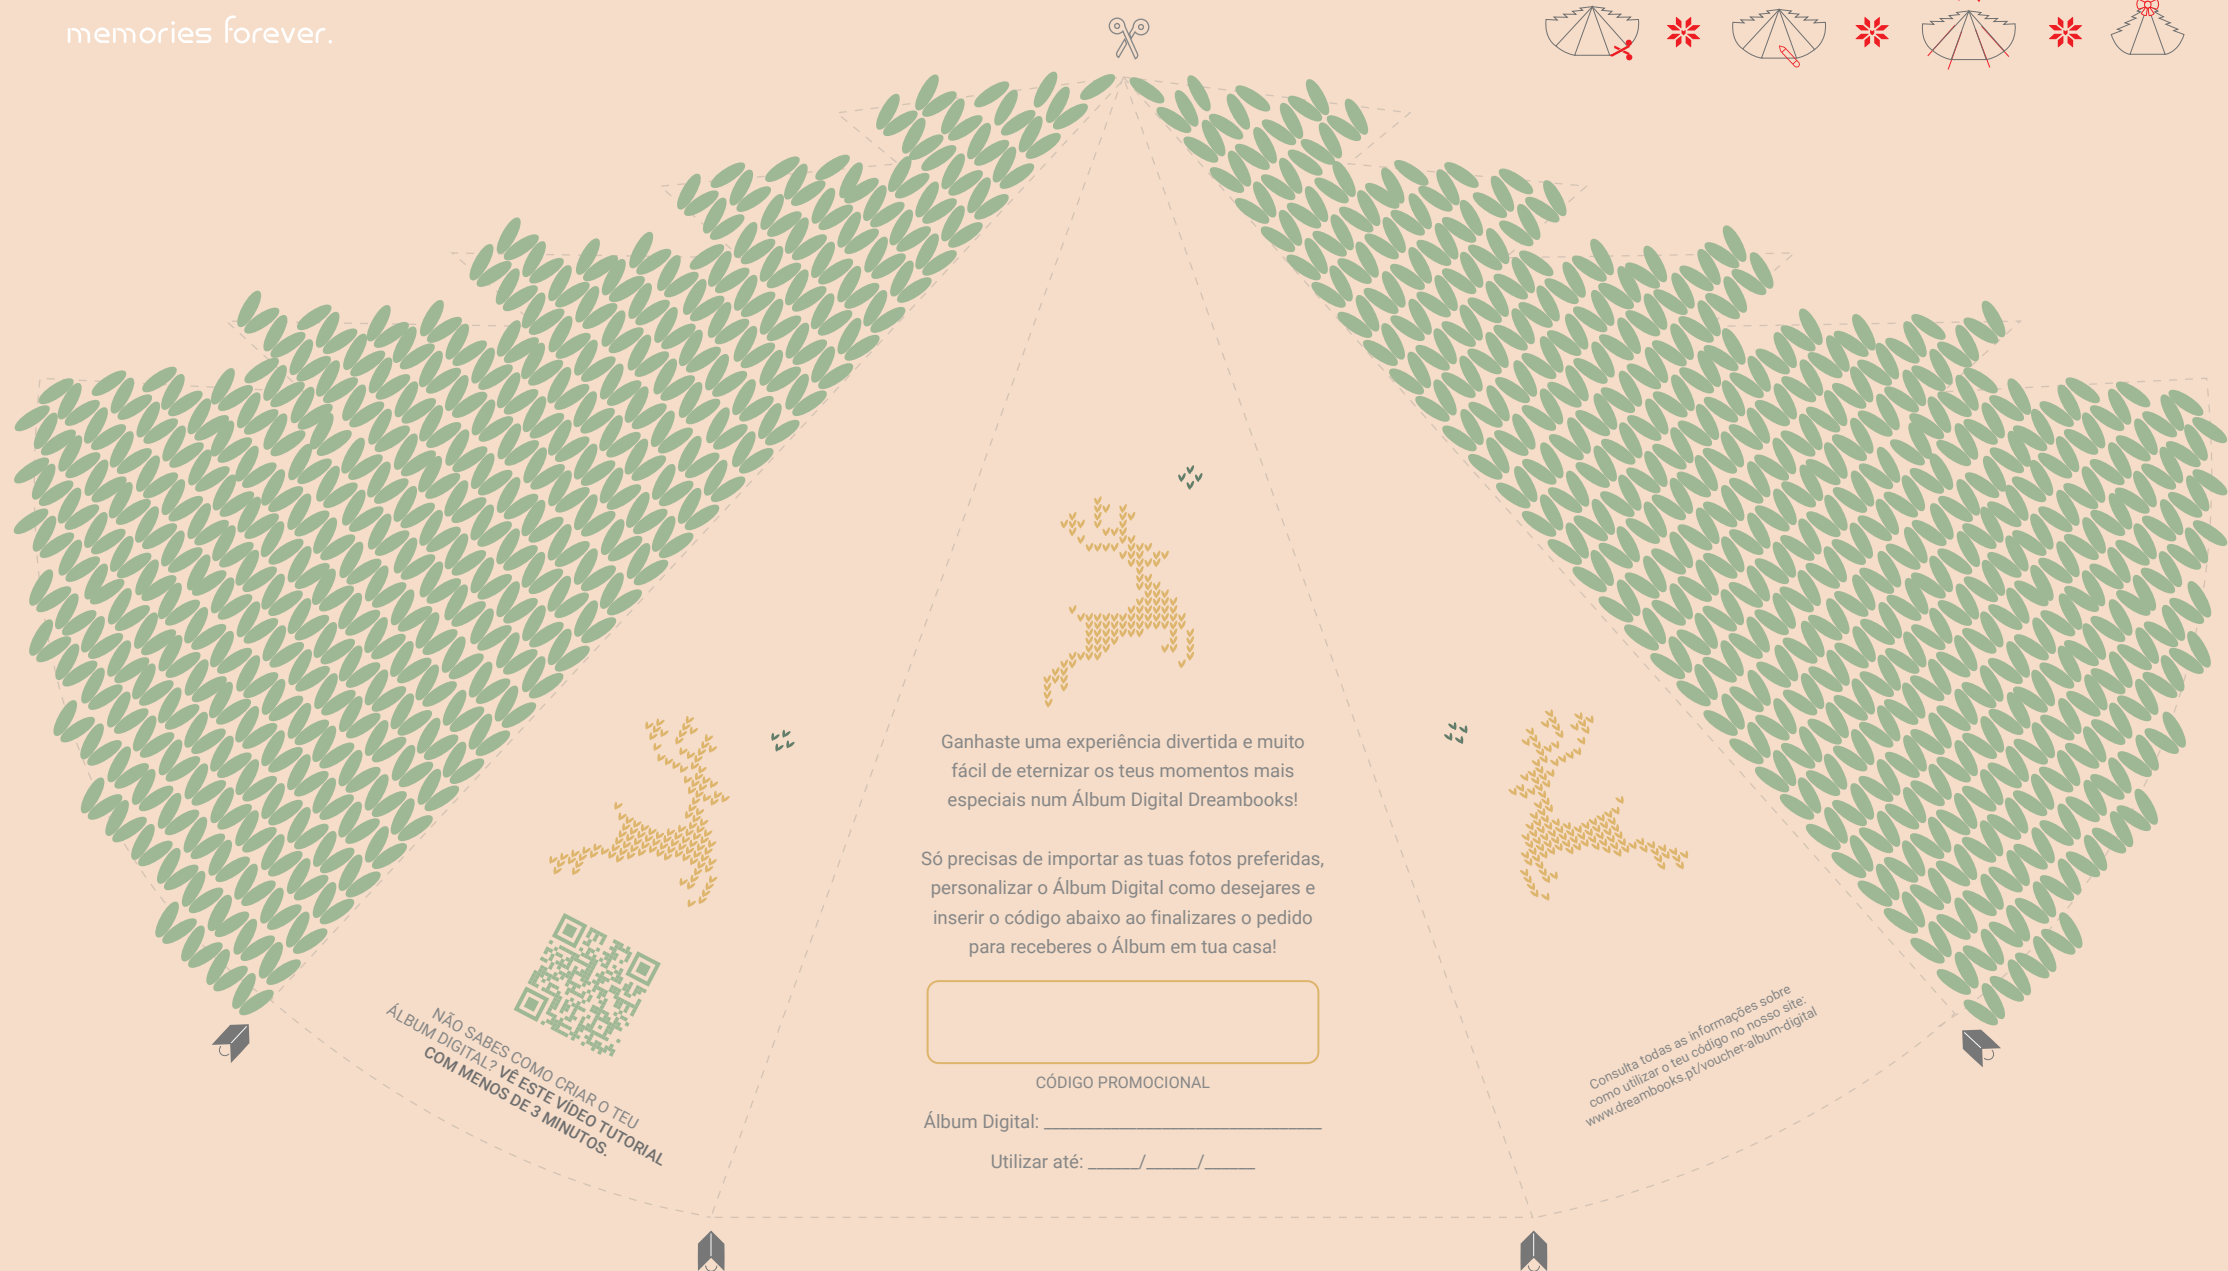 memories forever.
Ganhaste uma experiência divertida e muito
fácil de eternizar os teus momentos mais
especiais num Álbum Digital Dreambooks!
Só precisas de importar as tuas fotos preferidas,
personalizar o Álbum Digital como desejares e
inserir o código abaixo ao finalizares o pedido
para receberes o Álbum em tua casa!
CÓDIGO PROMOCIONAL
Álbum Digital: ______________________________
Utilizar até: ______/______/______
NÃO SABES COMO CRIAR O TEU
ÁLBUM DIGITAL? VÊ ESTE VÍDEO TUTORIAL
COM MENOS DE 3 MINUTOS.
Consulta todas as informações sobre
como utilizar o teu código no nosso site:
www.dreambooks.pt/voucher-album-digital